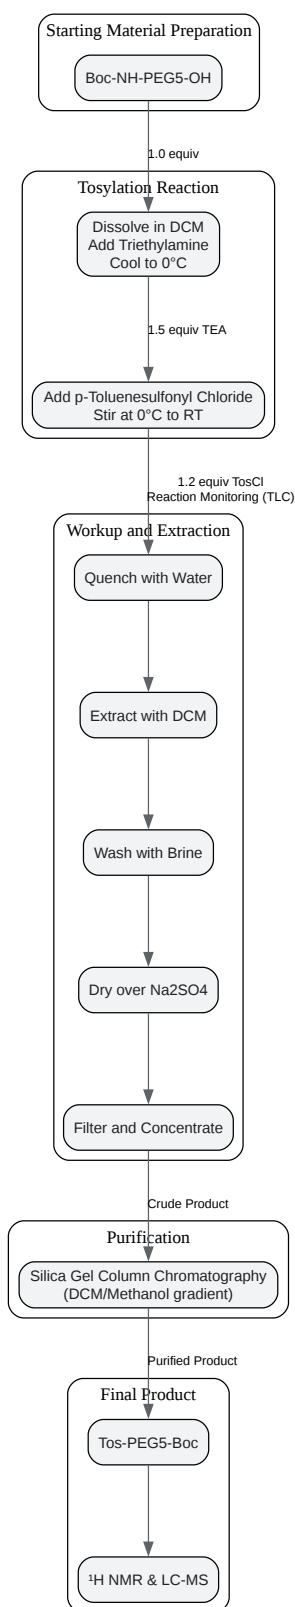 Starting Material Preparation
Boc-NH-PEG5-OH
1.0 equiv
Tosylation Reaction
Dissolve in DCM
Add Triethylamine
Cool to 0°C
1.5 equiv TEA
Add p-Toluenesulfonyl Chloride
Stir at 0°C to RT
1.2 equiv TosCl
Reaction Monitoring (TLC)
Workup and Extraction
Quench with Water
Extract with DCM
Wash with Brine
Dry over Na2SO4
Filter and Concentrate
Crude Product
Purification
Silica Gel Column Chromatography
(DCM/Methanol gradient)
Purified Product
Final Product
Tos-PEG5-Boc
¹H NMR & LC-MS